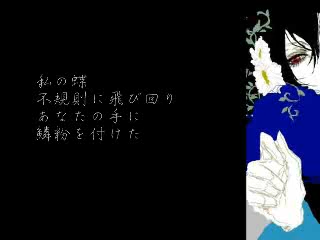 私の蝶
不規則に飛び回り
あなたの手に
鱗粉を付けた